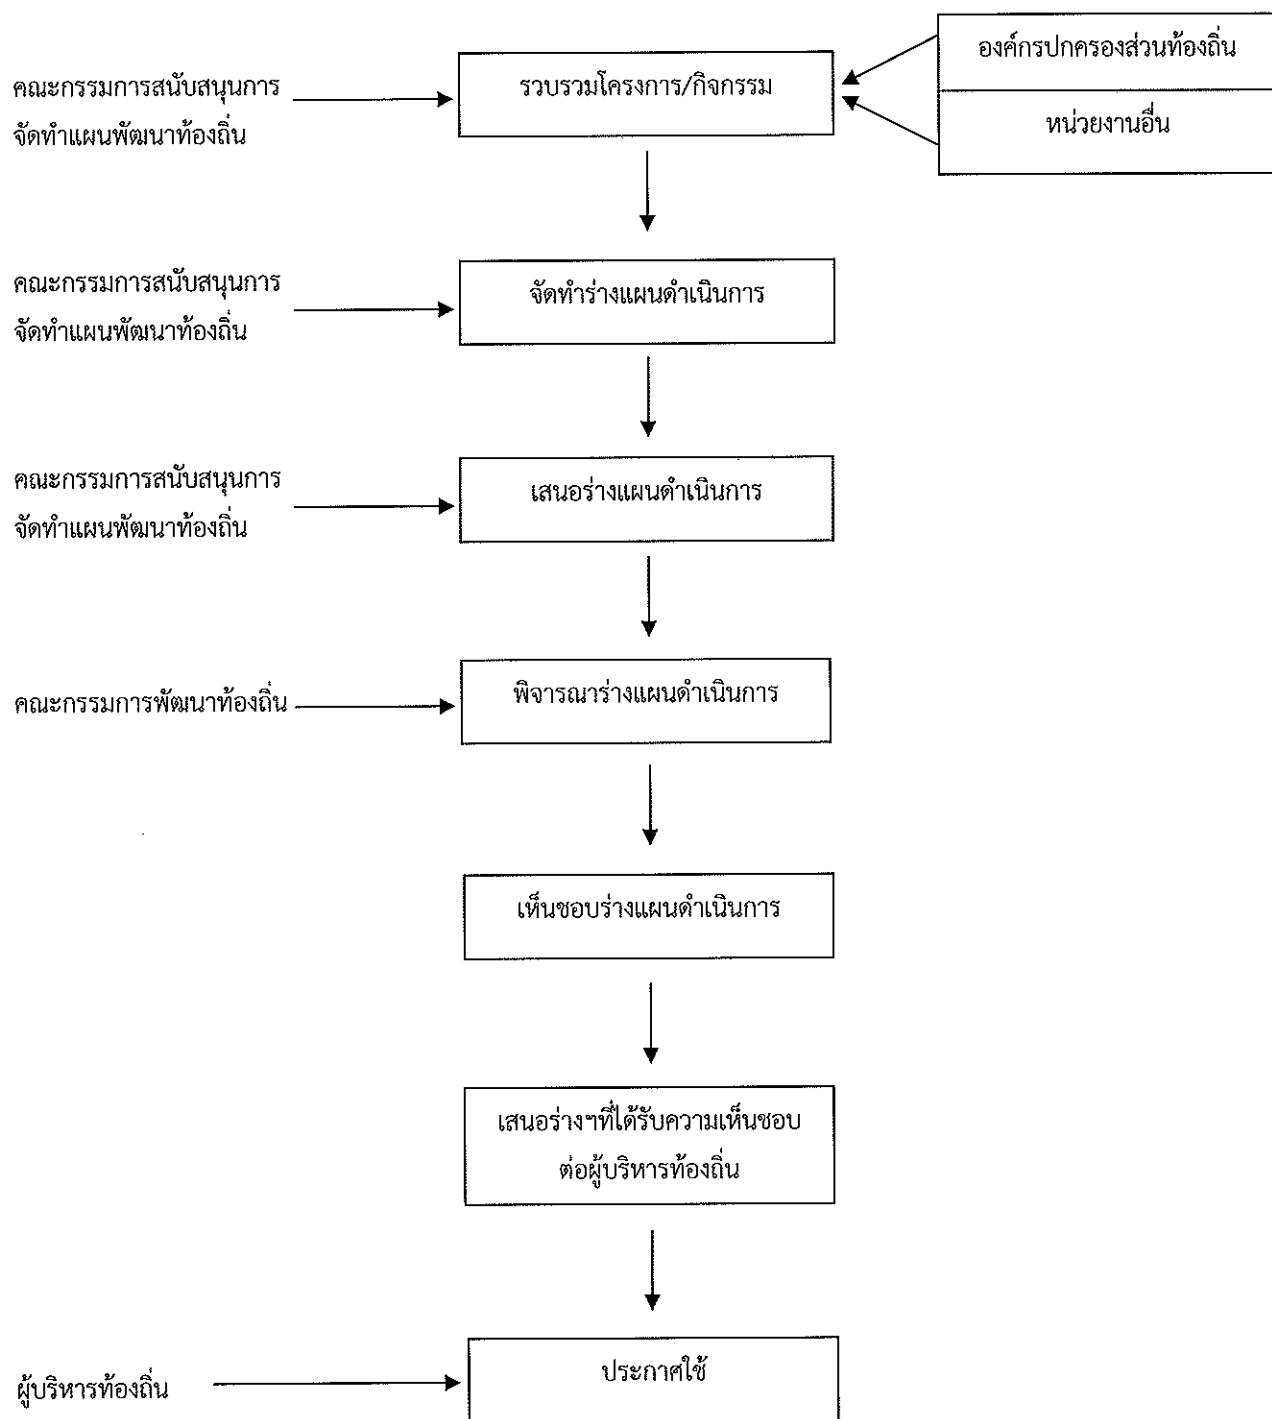 องค์กรปกครองส่วนท้องถิ่น
หน่วยงานอื่น
คณะกรรมการสนับสนุนการ
จัดทำแผนพัฒนาท้องถิ่น
รวบรวมโครงการ/กิจกรรม
คณะกรรมการสนับสนุนการ
จัดทำแผนพัฒนาท้องถิ่น
จัดทำร่างแผนดำเนินการ
คณะกรรมการสนับสนุนการ
จัดทำแผนพัฒนาท้องถิ่น
เสนอร่างแผนดำเนินการ
คณะกรรมการพัฒนาท้องถิ่น
พิจารณาร่างแผนดำเนินการ
เห็นชอบร่างแผนดำเนินการ
เสนอร่างฯที่ได้รับความเห็นชอบ
ต่อผู้บริหารท้องถิ่น
ผู้บริหารท้องถิ่น
ประกาศใช้